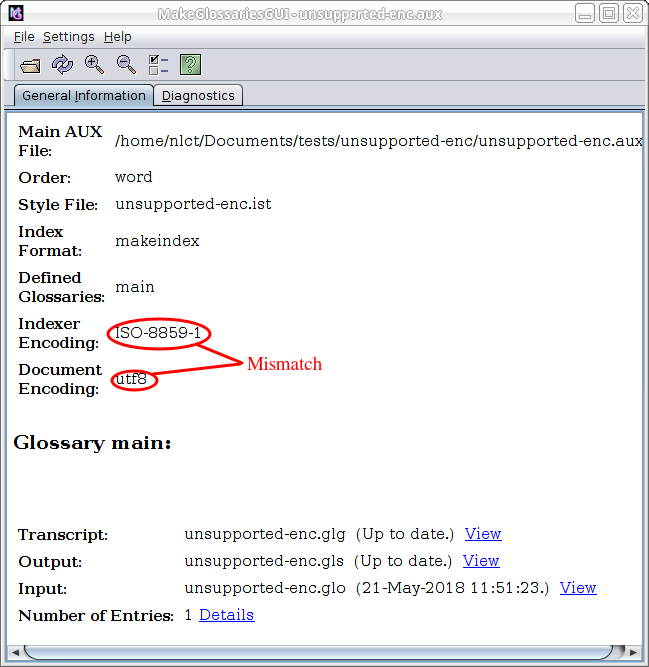 MakeGlossariesGUI - unsupported-enc.aux
File Settings Help
General Information Diagnostics
Main AUX
File: /home/nlct/Documents/tests/unsupported-enc/unsupported-enc.aux
Order: word
Style File: unsupported-enc.ist
Index
Format: makeindex
Defined
Glossaries: main
Indexer
Encoding: ISO-8859-1
Mismatch
Document
Encoding: utf8
Glossary main:
Transcript: unsupported-enc.glg (Up to date.) View
Output: unsupported-enc.gls (Up to date.) View
Input: unsupported-enc.glo (21-May-2018 11:51:23.) View
Number of Entries: 1 Details